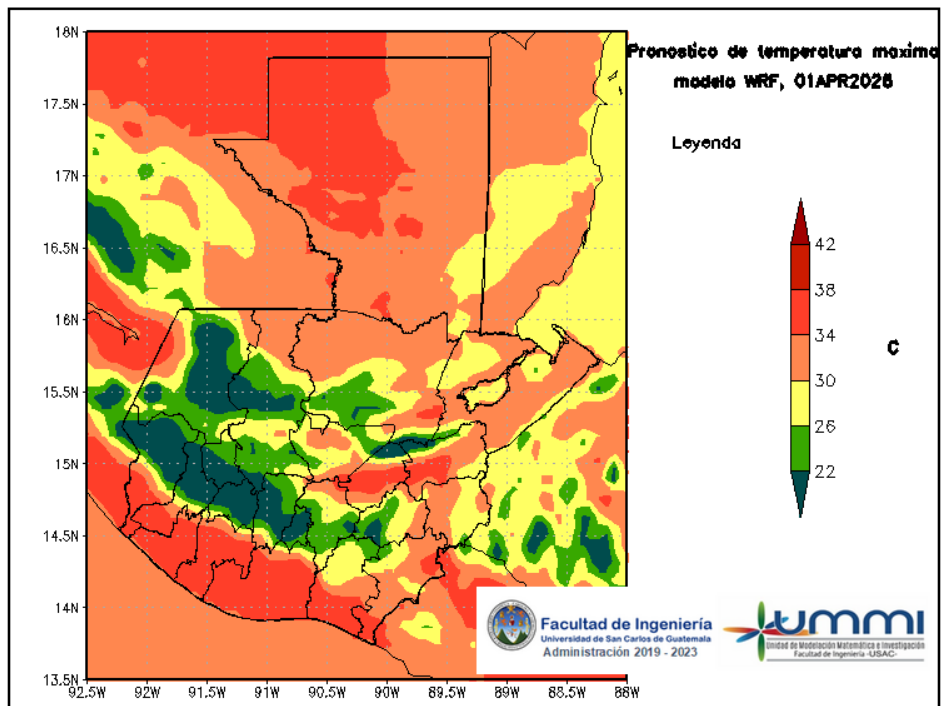 Pronostico de temperatura maxima
modelo WRF, 01APR2026
Leyenda
18N
17.5N
17N
16.5N
16N
15.5N
15N
14.5N
14N
13.5N
92.5W 92W 91.5W 91W 90.5W 90W 89.5W 89W 88.5W 88W
42
38
34
30
26
22
C
Facultad de Ingeniería
Universidad de San Carlos de Guatemala
Administración 2019 - 2023
ummi
Unidad de Modelación Matemática e Investigación
Facultad de Ingeniería -USAC-